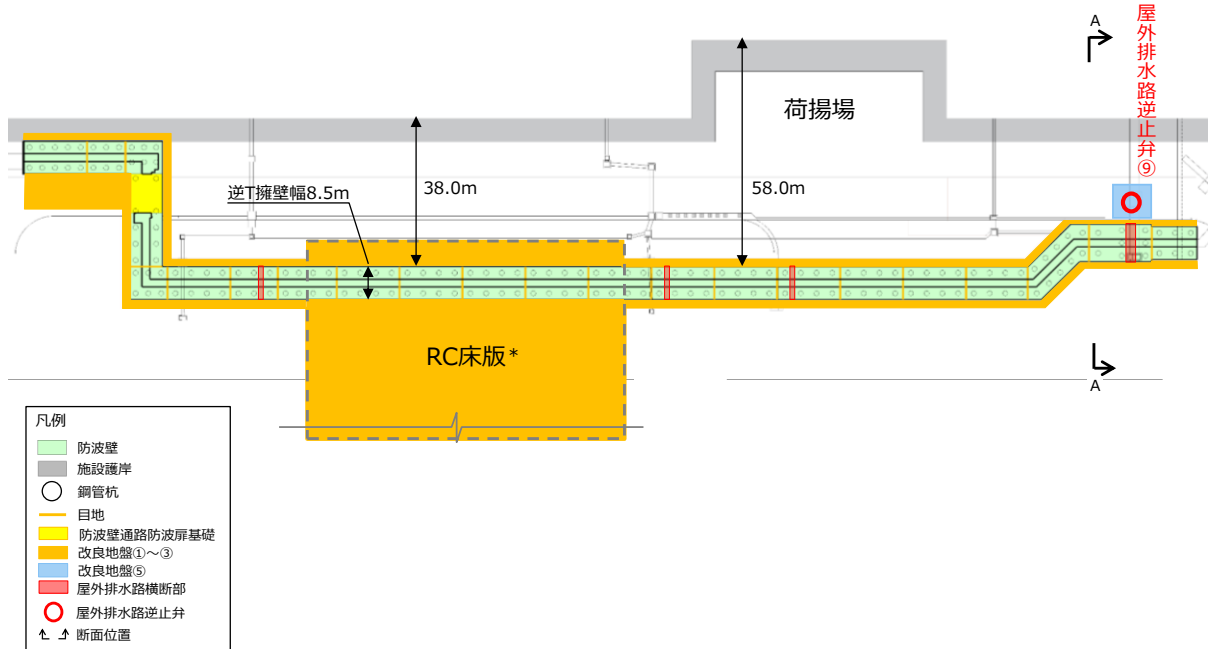 A
屋外排水路逆止弁⑨
荷揚場
38.0m
58.0m
逆T擁壁幅8.5m
RC床版*
A
凡例
防波壁
施設護岸
鋼管杭
目地
防波壁通路防波扉基礎
改良地盤①～③
改良地盤⑤
屋外排水路横断部
屋外排水路逆止弁
断面位置